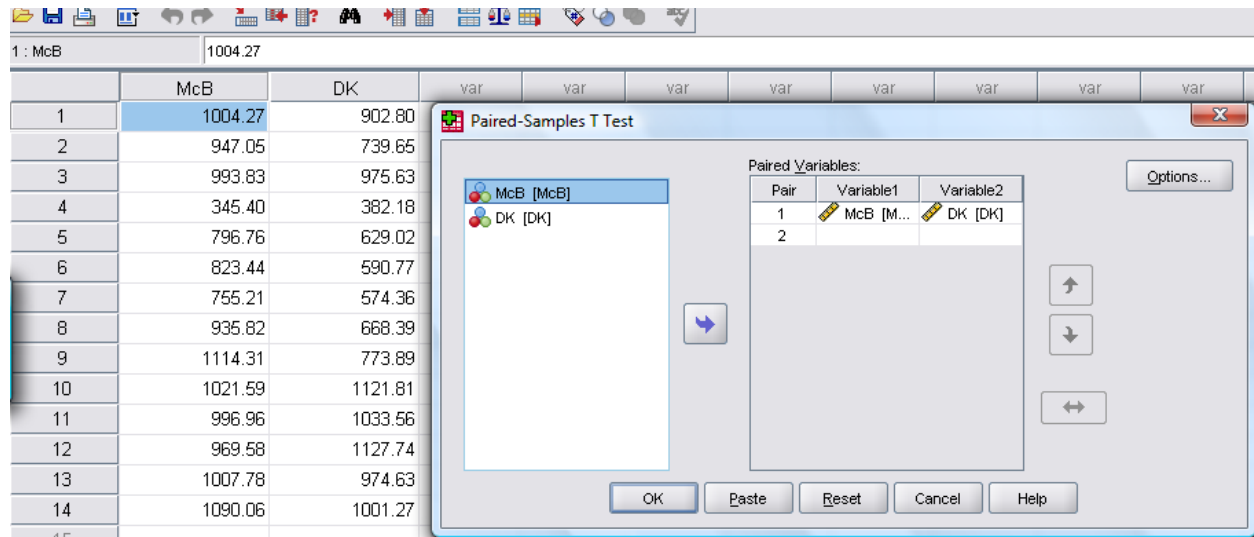 1 : McB 1004.27
McB DK var var var var var var var
1 1004.27 902.80
2 947.05 739.65
3 993.83 975.63
4 345.40 382.18
5 796.76 629.02
6 823.44 590.77
7 755.21 574.36
8 935.82 668.39
9 1114.31 773.89
10 1021.59 1121.81
11 996.96 1033.56
12 969.58 1127.74
13 1007.78 974.63
14 1090.06 1001.27
Paired-Samples T Test
McB [McB]
DK [DK]
Paired Variables:
Pair Variable1 Variable2
1 McB [M... DK [DK]
2
Options...
OK Paste Reset Cancel Help